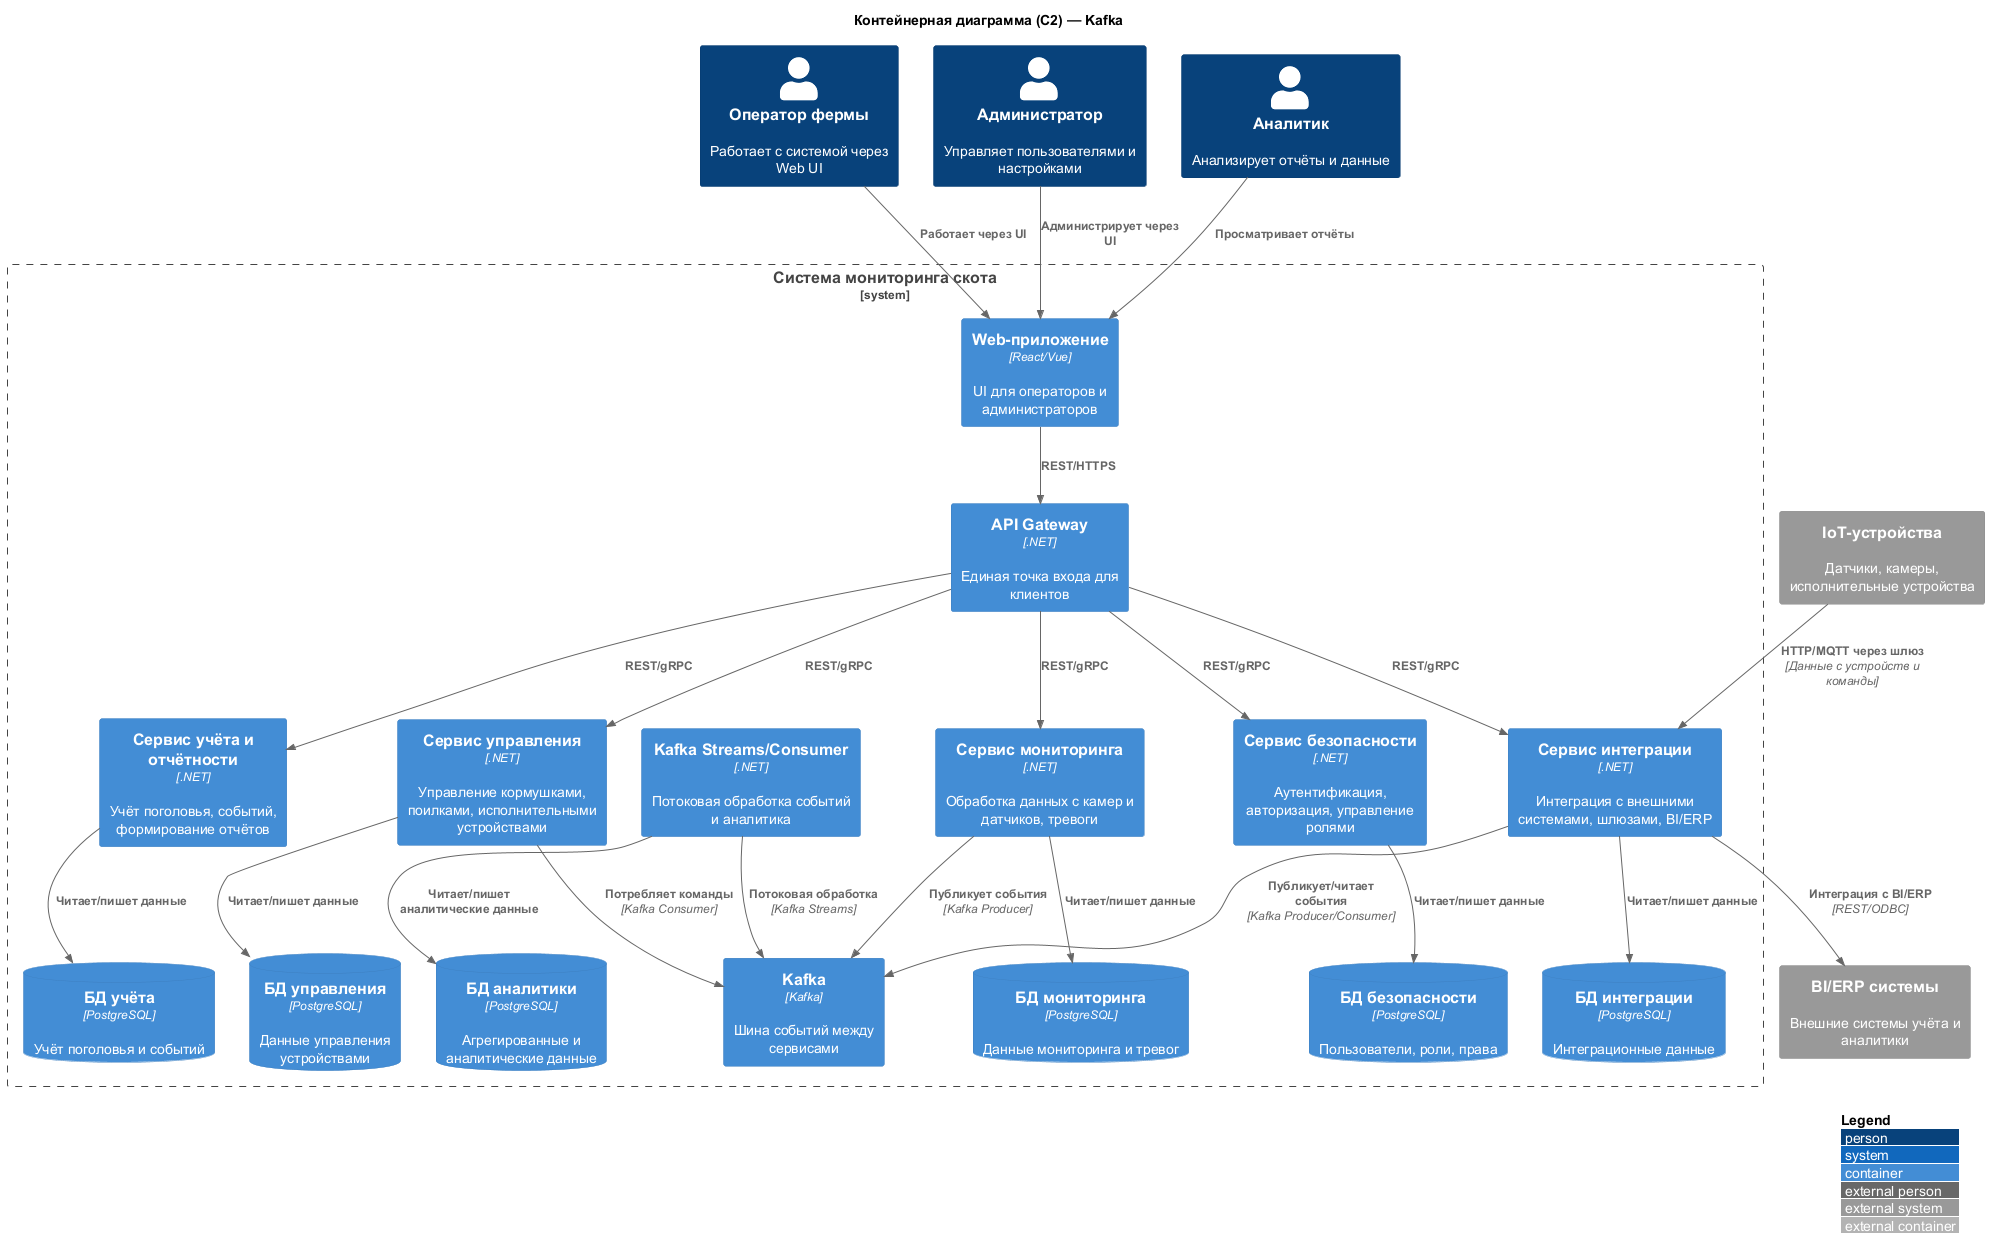 Контейнерная диаграмма (C2) — Kafka
Оператор фермы
Работает с системой через
Web UI
Администратор
Управляет пользователями и
настройками
Аналитик
Анализирует отчёты и данные
Работает через UI
Администрирует через
UI
Просматривает отчёты
Система мониторинга скота
[system]
Web-приложение
[React/Vue]
UI для операторов и
администраторов
REST/HTTPS
API Gateway
[.NET]
Единая точка входа для
клиентов
IoT-устройства
Датчики, камеры,
исполнительные устройства
REST/gRPC
REST/gRPC
REST/gRPC
REST/gRPC
REST/gRPC
HTTP/MQTT через шлюз
[Данные с устройств и
команды]
Сервис учёта и
отчётности
[.NET]
Учёт поголовья, событий,
формирование отчётов
Сервис управления
[.NET]
Управление кормушками,
поилками, исполнительными
устройствами
Kafka Streams/Consumer
[.NET]
Потоковая обработка событий
и аналитика
Сервис мониторинга
[.NET]
Обработка данных с камер и
датчиков, тревоги
Сервис безопасности
[.NET]
Аутентификация,
авторизация, управление
ролями
Сервис интеграции
[.NET]
Интеграция с внешними
системами, шлюзами, BI/ERP
Читает/пишет данные
Читает/пишет данные
Читает/пишет
аналитические данные
Потребляет команды
[Kafka Consumer]
Потоковая обработка
[Kafka Streams]
Публикует события
[Kafka Producer]
Читает/пишет данные
Публикует/читает
события
[Kafka Producer/Consumer]
Читает/пишет данные
Читает/пишет данные
Интеграция с BI/ERP
[REST/ODBC]
БД учёта
[PostgreSQL]
Учёт поголовья и событий
БД управления
[PostgreSQL]
Данные управления
устройствами
БД аналитики
[PostgreSQL]
Агрегированные и
аналитические данные
Kafka
[Kafka]
Шина событий между
сервисами
БД мониторинга
[PostgreSQL]
Данные мониторинга и тревог
БД безопасности
[PostgreSQL]
Пользователи, роли, права
БД интеграции
[PostgreSQL]
Интеграционные данные
BI/ERP системы
Внешние системы учёта и
аналитики
Legend
person
system
container
external person
external system
external container